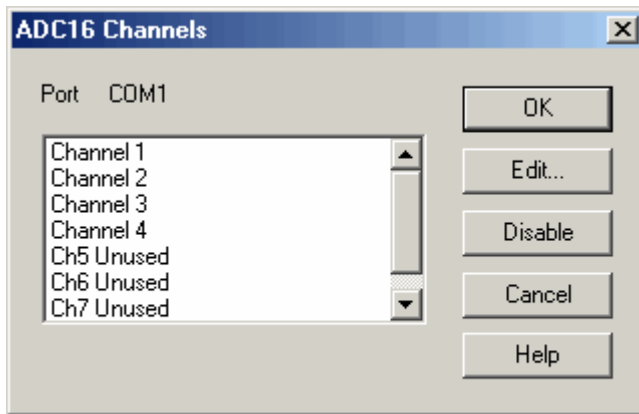 ADC16 Channels
Port COM1
Channel 1
Channel 2
Channel 3
Channel 4
Ch5 Unused
Ch6 Unused
Ch7 Unused
OK
Edit...
Disable
Cancel
Help